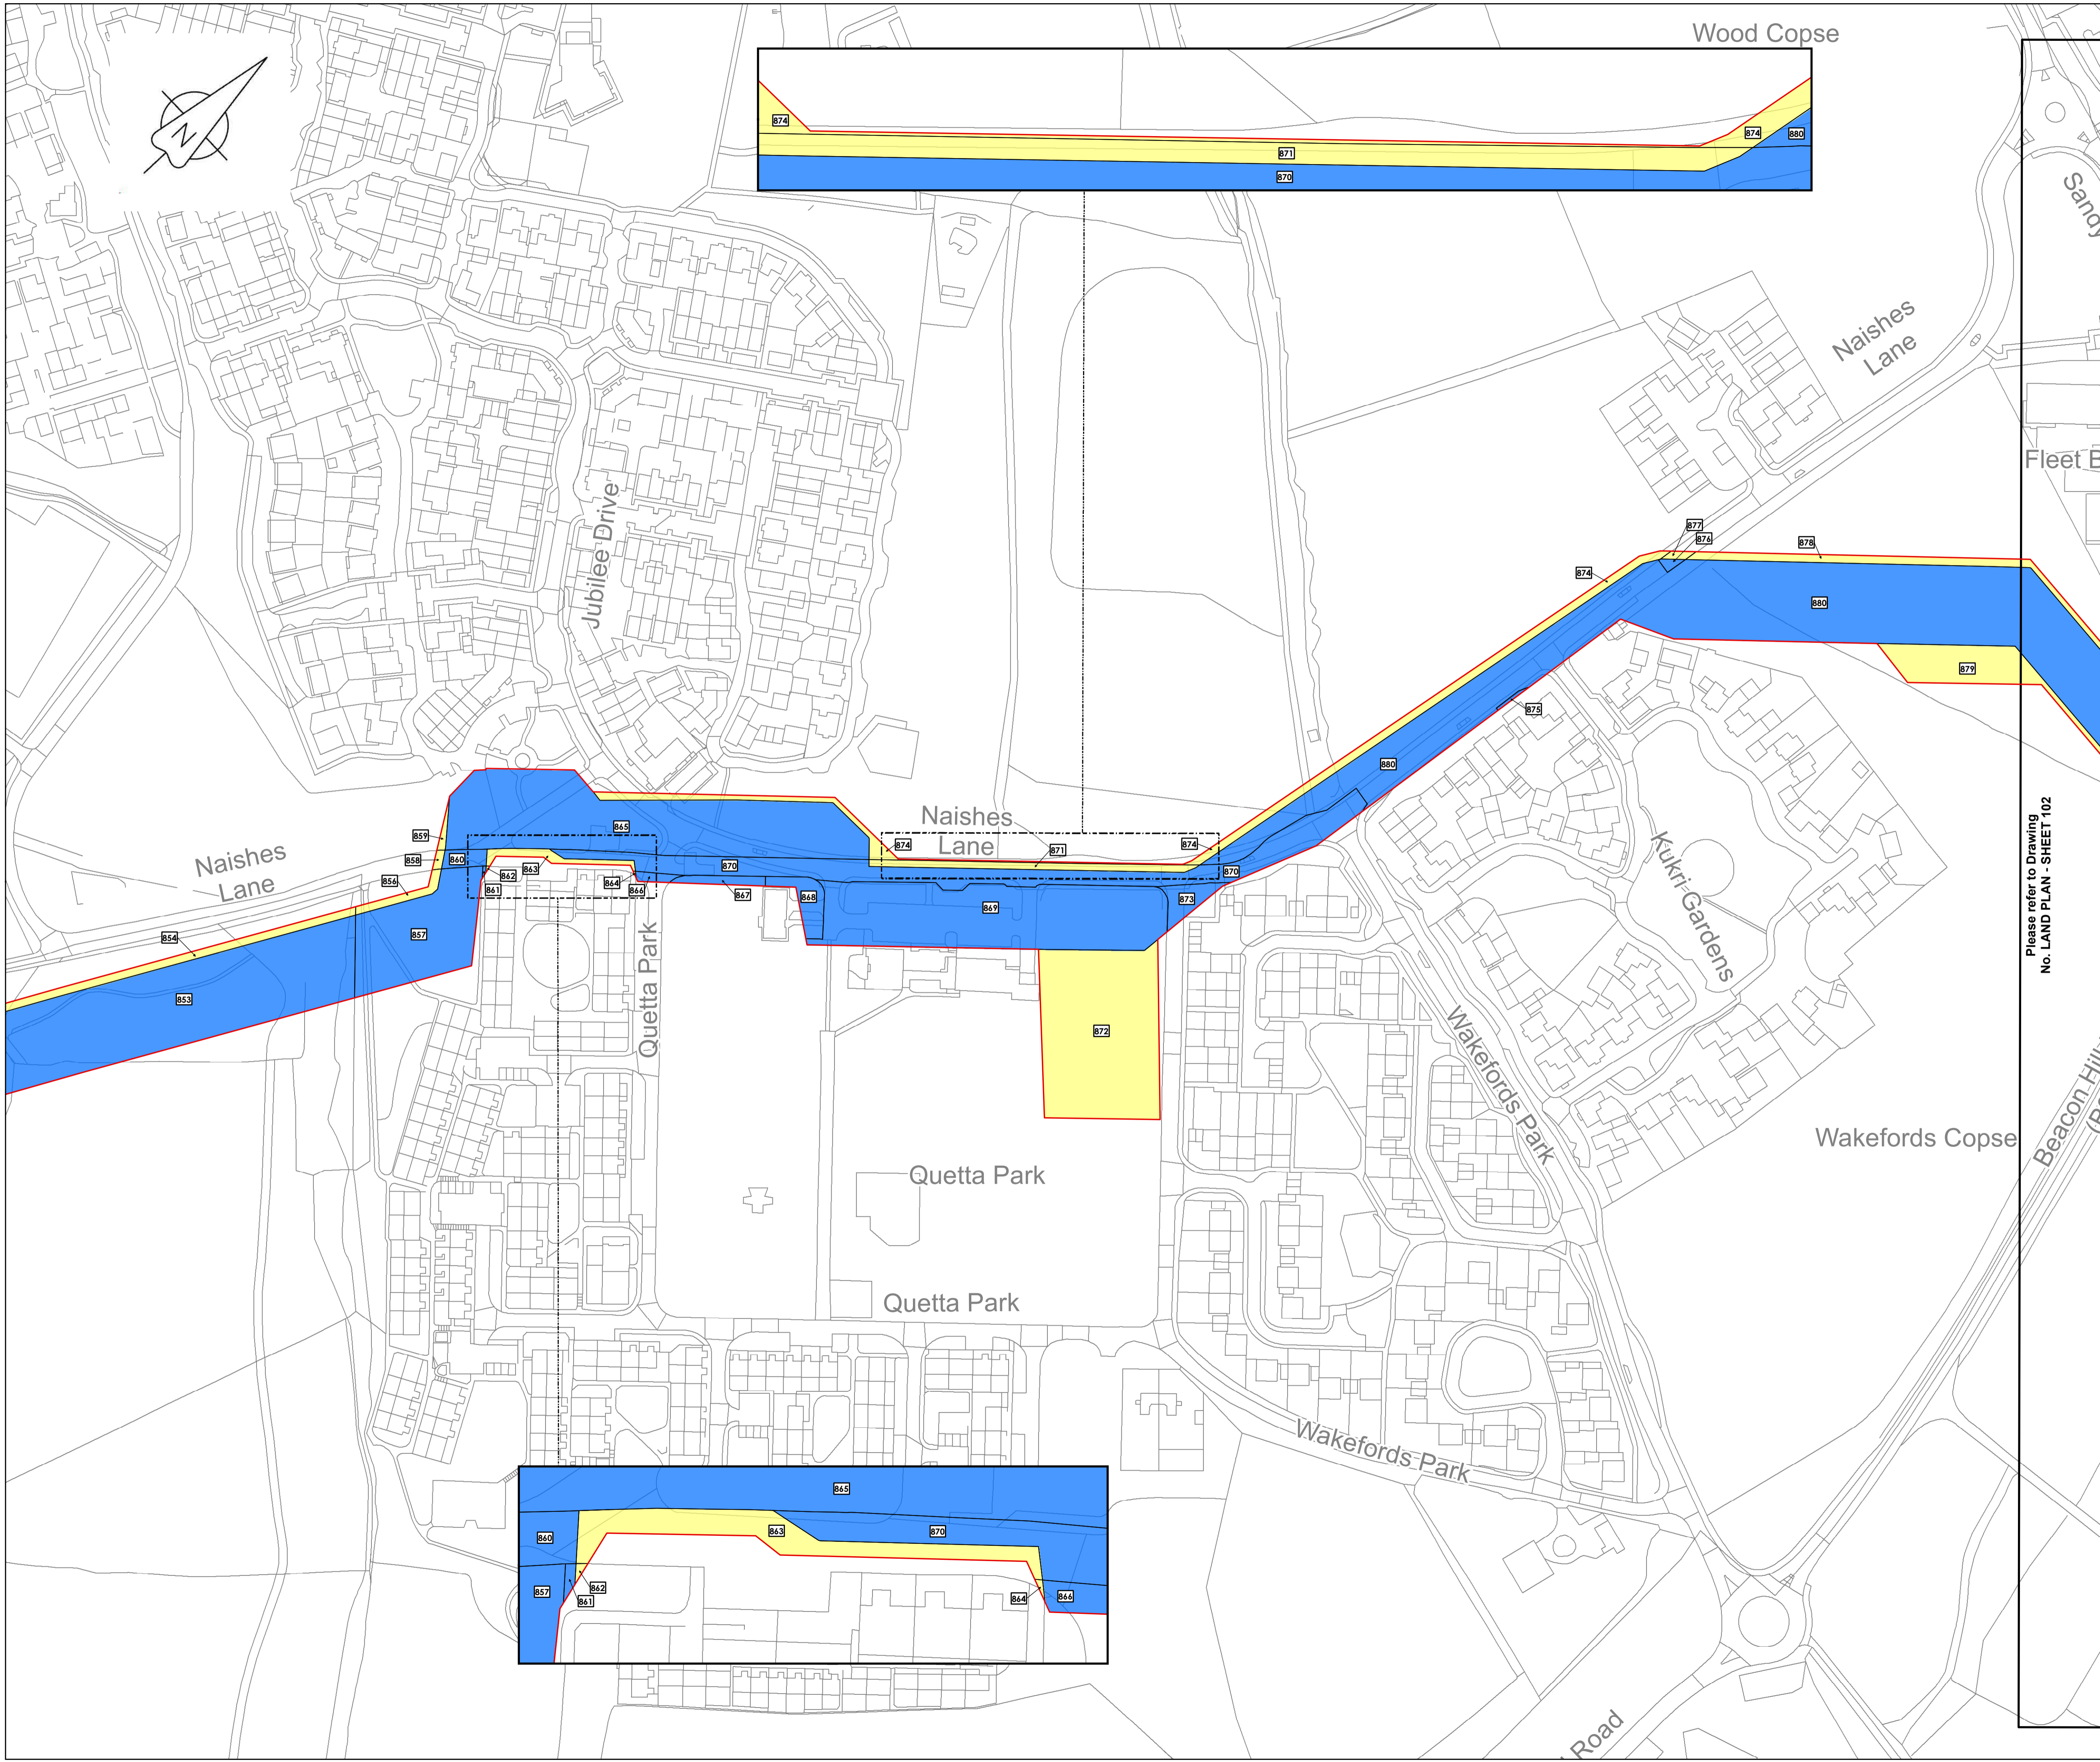 Wood Copse
N
874
871
870
874
880
Sandy
Naishes
Lane
Fleet B
Jubilee Drive
877
876
878
874
880
879
875
880
Naishes
Lane
874
871
874
859
865
858
860
870
870
Naishes
Lane
862
863
856
861
864
866
867
868
869
873
854
857
853
Quetta Park
872
Kukri Gardens
Please refer to Drawing
No. LAND PLAN - SHEET 102
Wakefords Park
Wakefords Copse
Beacon Hill
Quetta Park
Quetta Park
Wakefords Park
865
860
863
870
857
862
861
864
866
Road